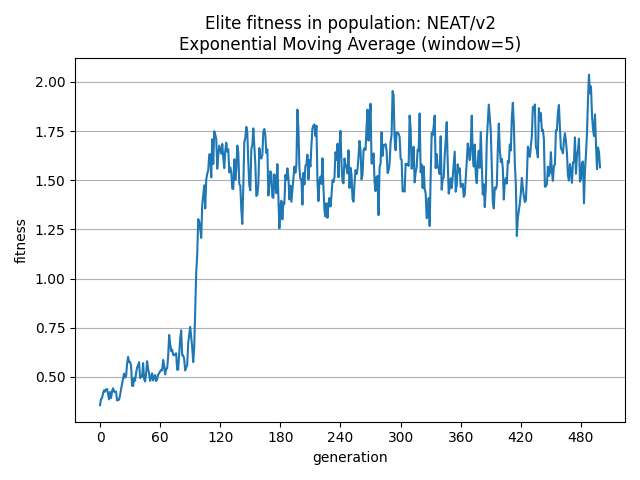 Elite fitness in population: NEAT/v2
Exponential Moving Average (window=5)
2.00
1.75
1.50
1.25
1.00
0.75
0.50
fitness
0 60 120 180 240 300 360 420 480
generation